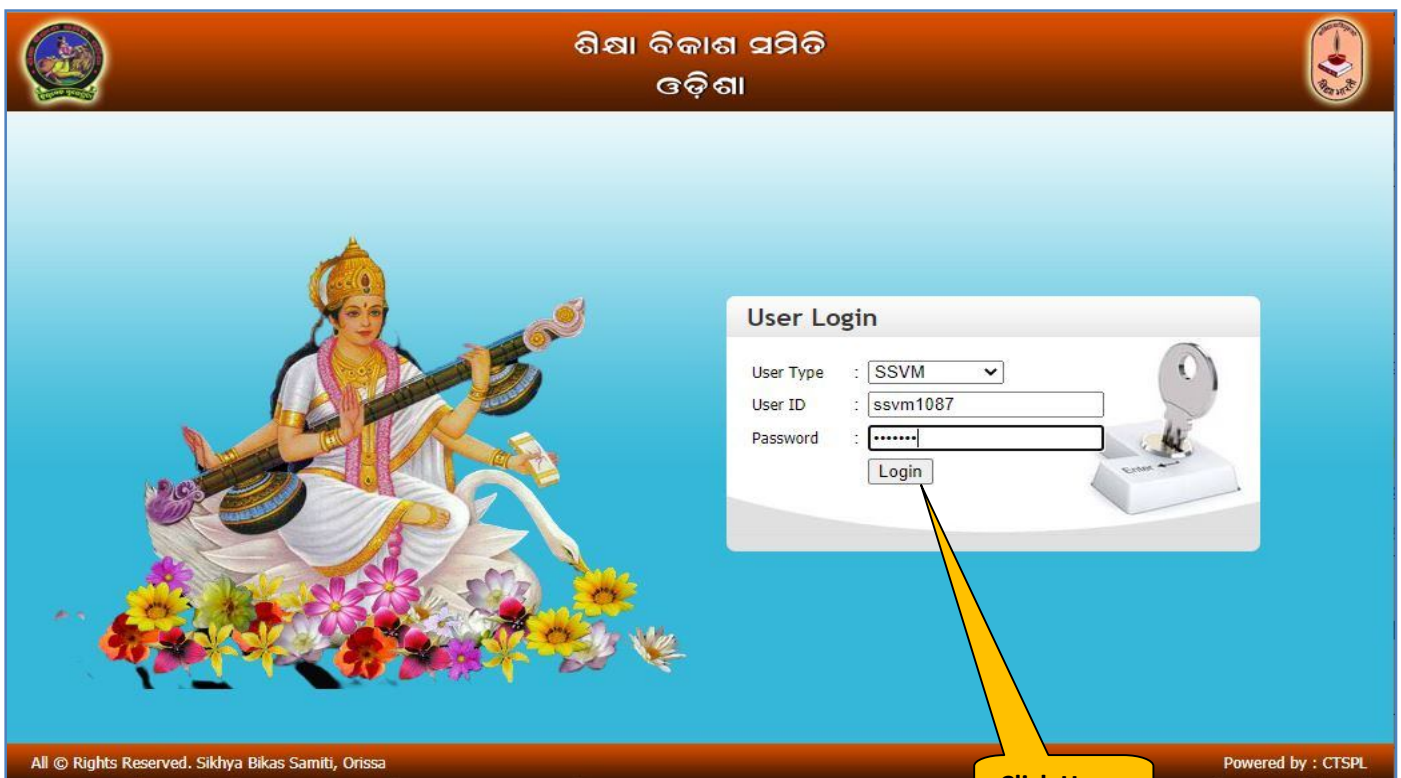 ଶିକ୍ଷା ବିକାଶ ସମିତି
ଓଡ଼ିଶା
User Login
User Type : SSVM
User ID : ssvm1087
Password : •••••••
Login
Enter
All © Rights Reserved. Sikhya Bikas Samiti, Orissa
Powered by : CTSPL